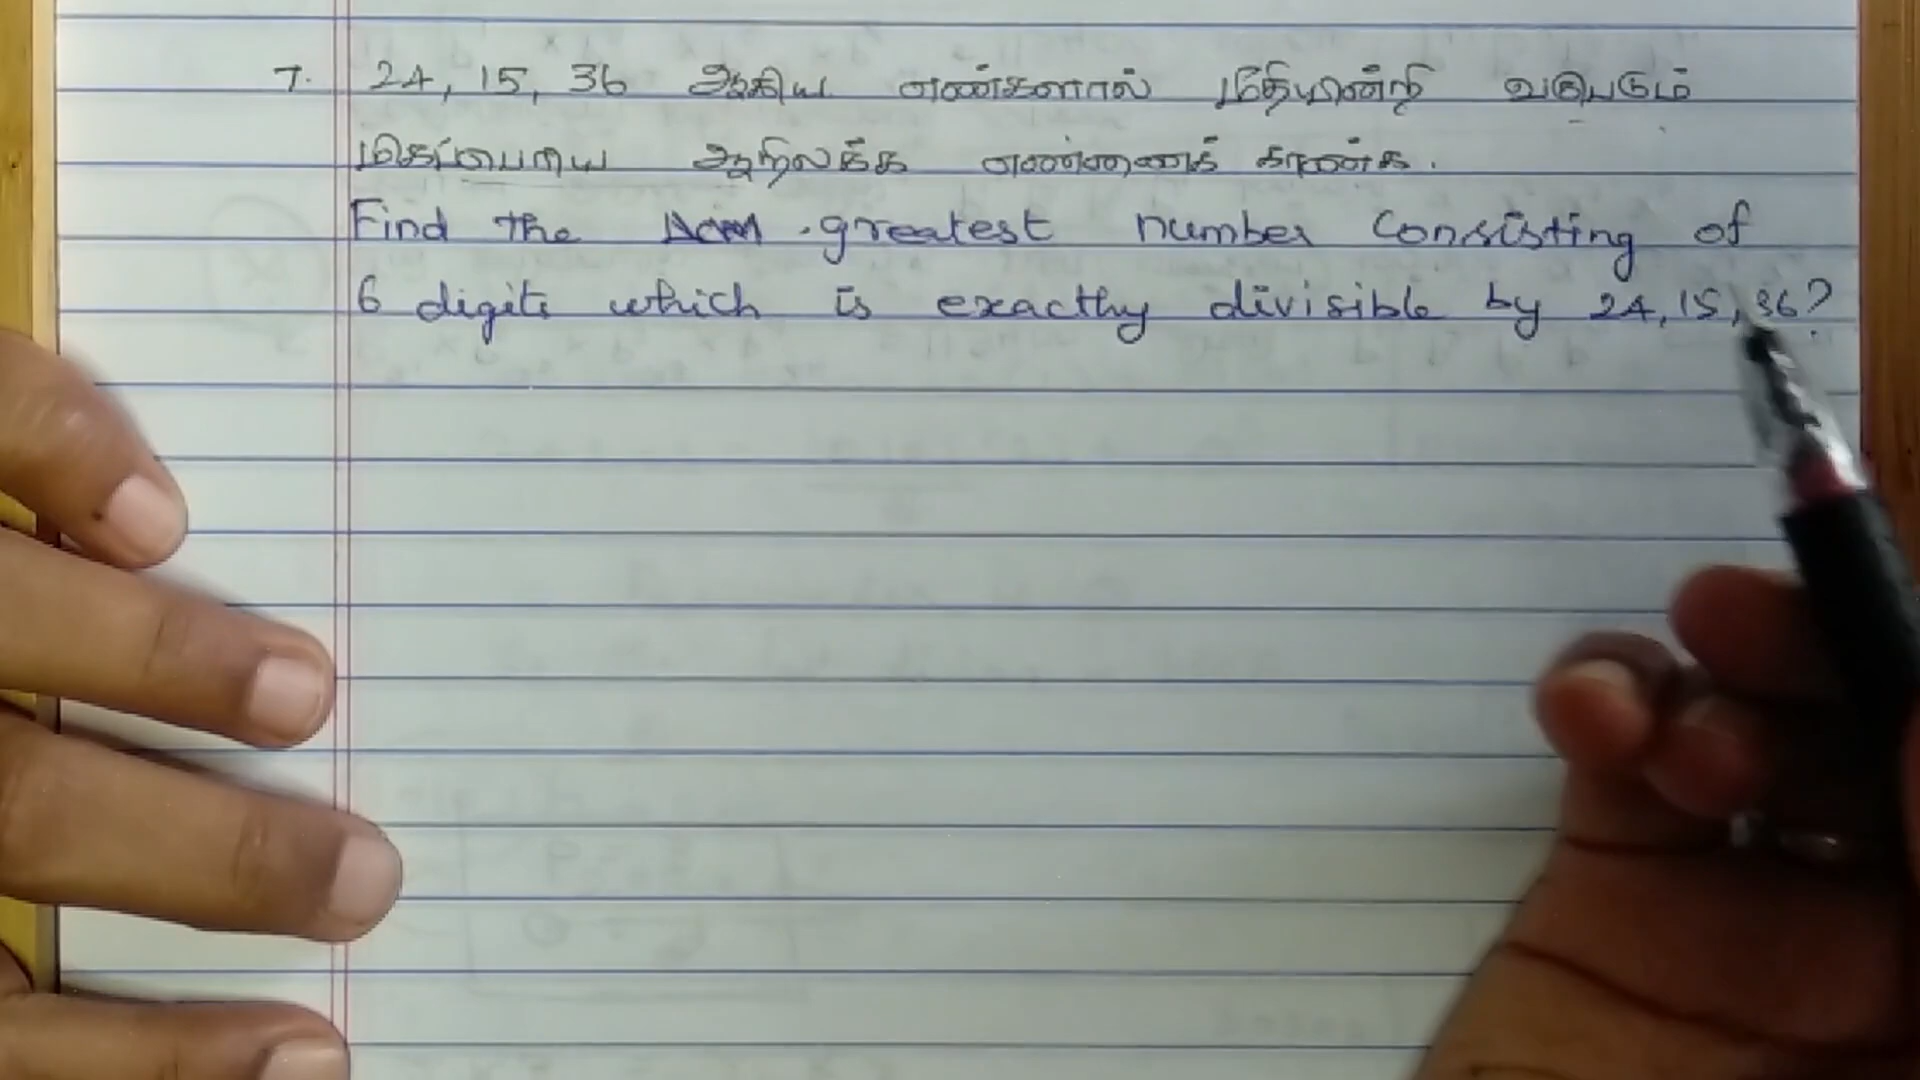 7. 24, 15, 36 ஆகிய எண்களால் மீதியின்றி வகுபடும்
மிகப்பெரிய ஆறிலக்க எண்ணைக் காண்க.
Find the greatest number consisting of
6 digits which is exactly divisible by 24, 15, 36?